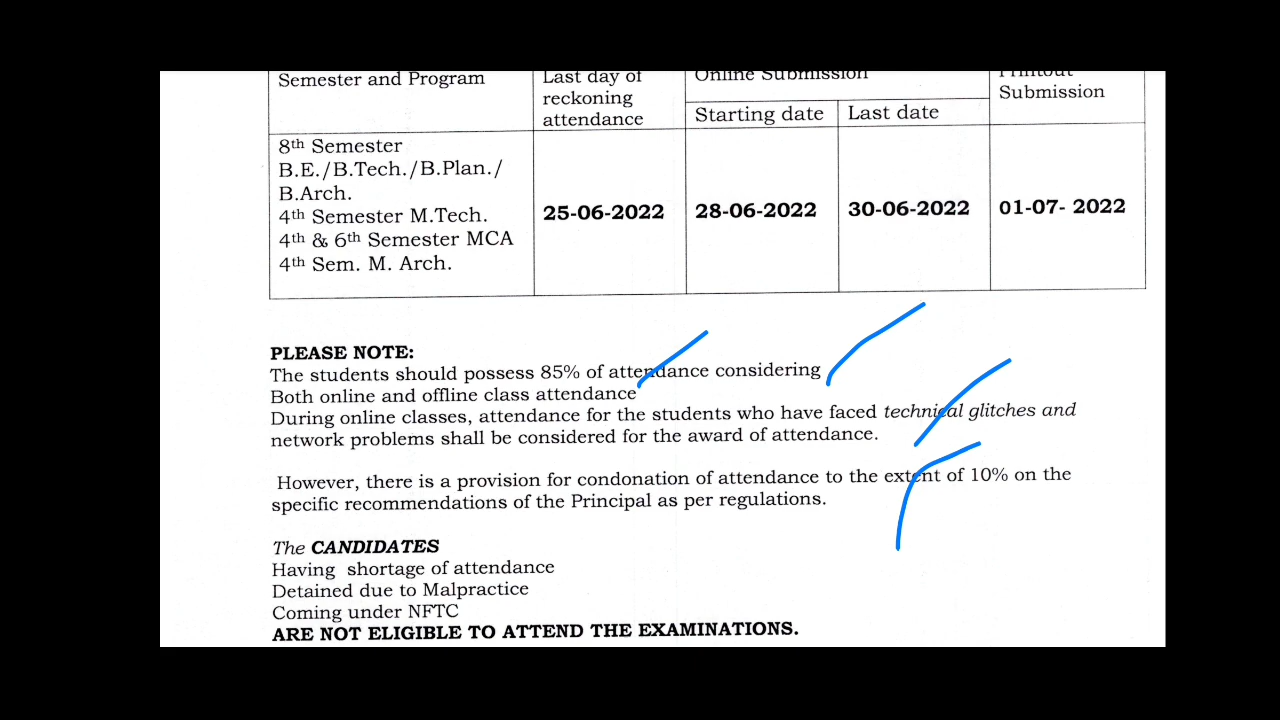 Semester and Program
Last day of
reckoning
attendance
Online Submission
Starting date
Last date
Printout
Submission
8th Semester
B.E./B.Tech./B.Plan./
B.Arch.
4th Semester M.Tech.
4th & 6th Semester MCA
4th Sem. M. Arch.
25-06-2022
28-06-2022
30-06-2022
01-07- 2022
PLEASE NOTE:
The students should possess 85% of attendance considering
Both online and offline class attendance
During online classes, attendance for the students who have faced technical glitches and
network problems shall be considered for the award of attendance.
However, there is a provision for condonation of attendance to the extent of 10% on the
specific recommendations of the Principal as per regulations.
The CANDIDATES
Having shortage of attendance
Detained due to Malpractice
Coming under NFTC
ARE NOT ELIGIBLE TO ATTEND THE EXAMINATIONS.